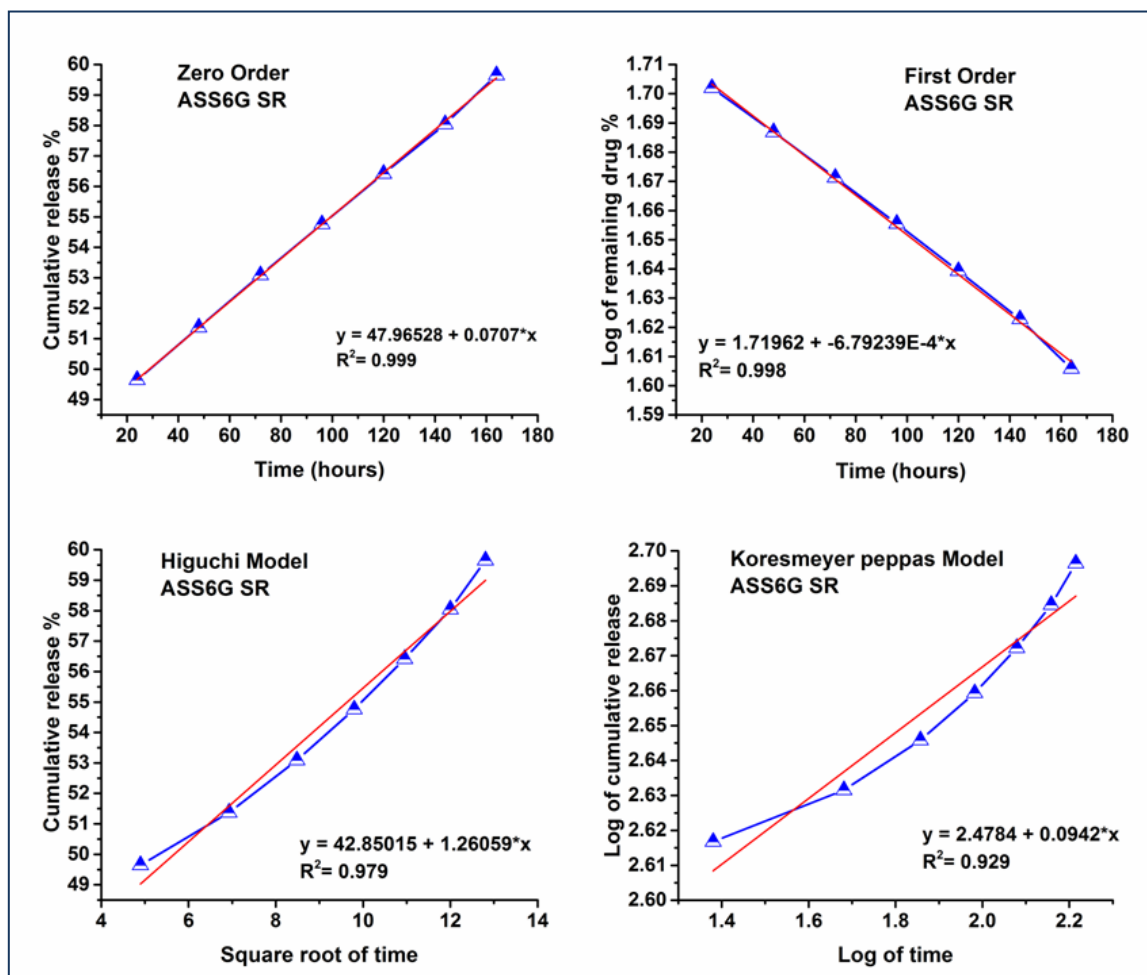 Zero Order
ASS6G SR
Cumulative release %
60
59
58
57
56
55
54
53
52
51
50
49
y = 47.96528 + 0.0707*x
R²= 0.999
20 40 60 80 100 120 140 160 180
Time (hours)
First Order
ASS6G SR
Log of remaining drug %
1.71
1.70
1.69
1.68
1.67
1.66
1.65
1.64
1.63
1.62
1.61
1.60
1.59
y = 1.71962 + -6.79239E-4*x
R²= 0.998
20 40 60 80 100 120 140 160 180
Time (hours)
Higuchi Model
ASS6G SR
Cumulative release %
60
59
58
57
56
55
54
53
52
51
50
49
y = 42.85015 + 1.26059*x
R²= 0.979
4 6 8 10 12 14
Square root of time
Koresmeyer peppas Model
ASS6G SR
Log of cumulative release
2.70
2.69
2.68
2.67
2.66
2.65
2.64
2.63
2.62
2.61
2.60
y = 2.4784 + 0.0942*x
R²= 0.929
1.4 1.6 1.8 2.0 2.2
Log of time